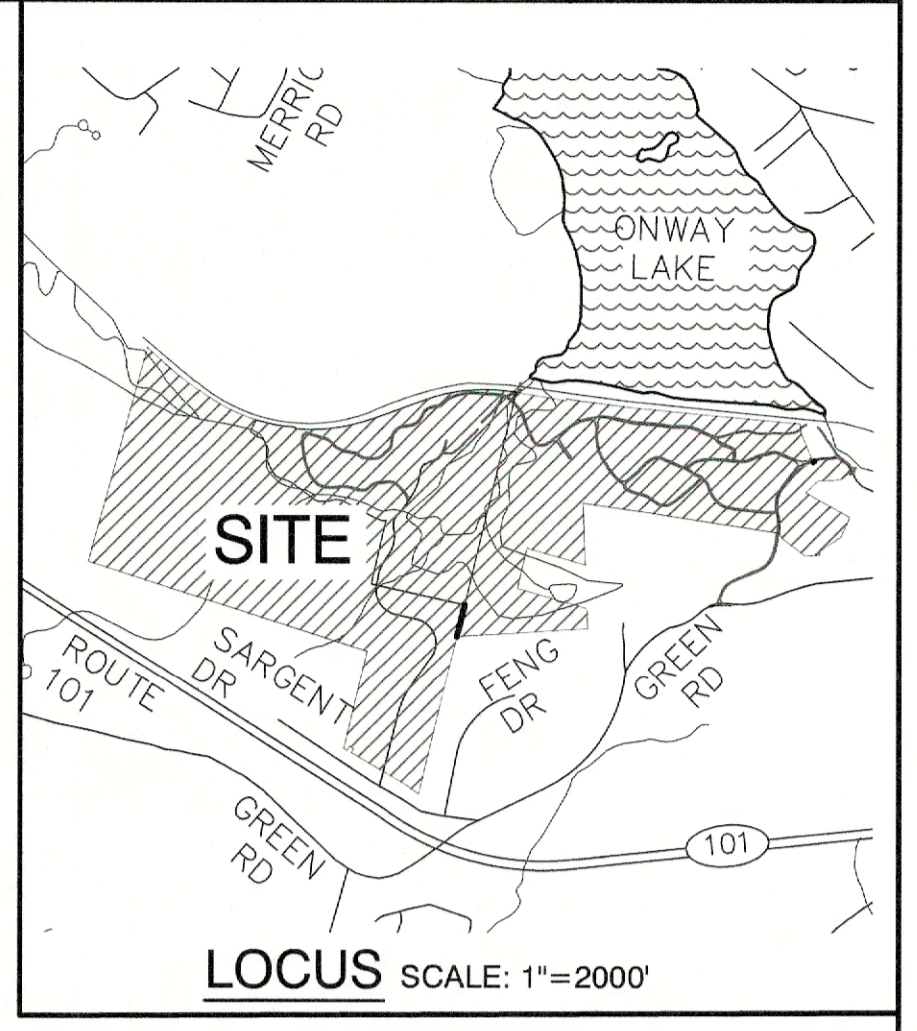 MERRIC
RD
ONWAY
LAKE
SITE
SARGENT
DR
ROUTE
101
FENG
DR
GREEN
RD
GREEN
RD
101
LOCUS SCALE: 1"=2000'